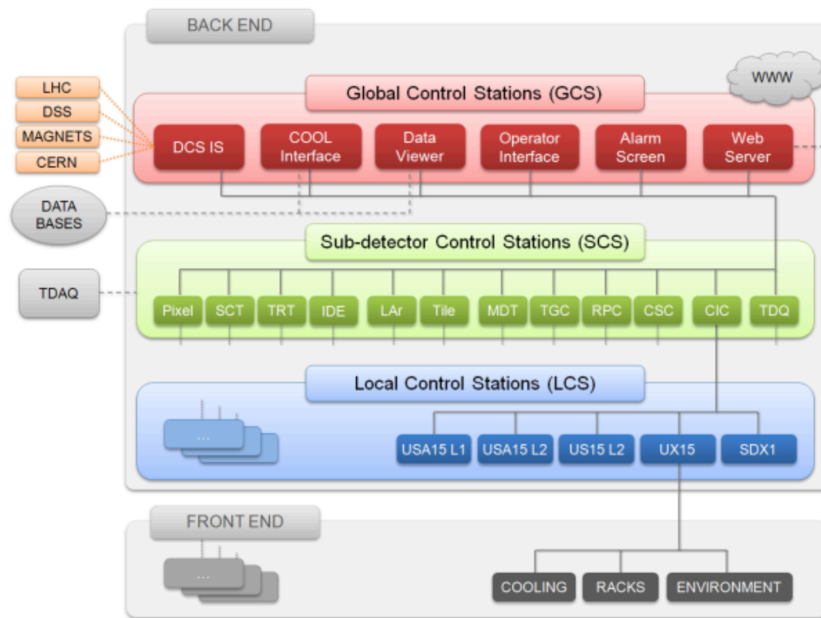 BACK END
WWW
LHC
DSS
MAGNETS
CERN
Global Control Stations (GCS)
DCS IS
COOL
Interface
Data
Viewer
Operator
Interface
Alarm
Screen
Web
Server
DATA
BASES
Sub-detector Control Stations (SCS)
TDAQ
Pixel
SCT
TRT
IDE
LAr
Tile
MDT
TGC
RPC
CSC
CIC
TDQ
Local Control Stations (LCS)
...
USA15 L1
USA15 L2
US15 L2
UX15
SDX1
FRONT END
...
COOLING
RACKS
ENVIRONMENT